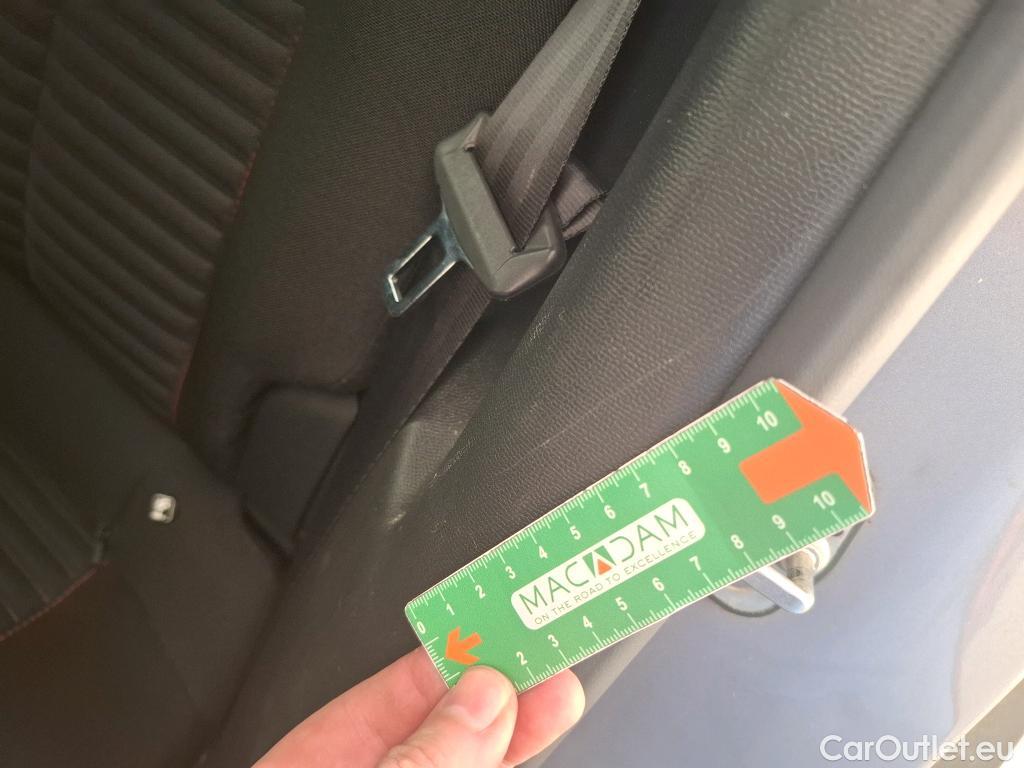 0 1 2 3 4 5 6 7 8 9 10
MACADAM
ON THE ROAD TO EXCELLENCE
2 3 4 5 6 7 8 9 10
CarOutlet.eu